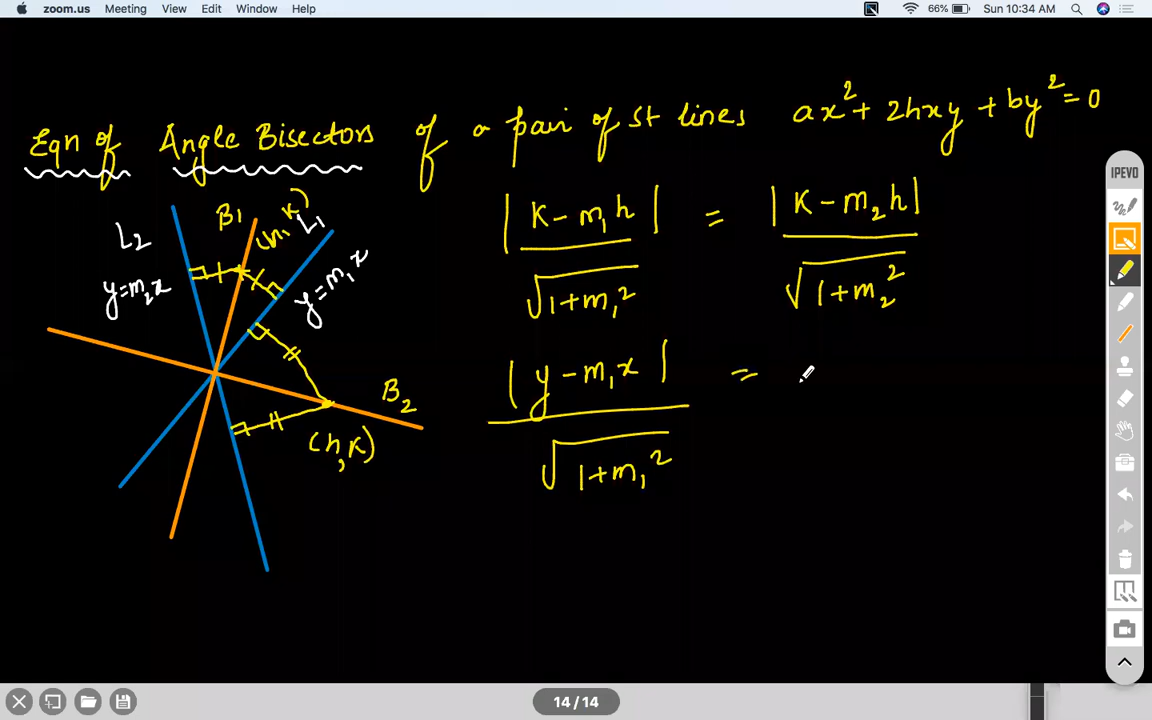 zoom.us Meeting View Edit Window Help 66% Sun 10:34 AM
Eqn of Angle Bisectors of a pair of st lines ax²+ 2hxy + by² = 0
IPEVO
B₁ (h, k) L₁
L₂
y=m₂x y=m₁x
|K - m₁h| / √1+m₁² = |K - m₂h| / √1+m₂²
|y - m₁x| / √1+m₁² =
B₂
(h, K)
14 / 14